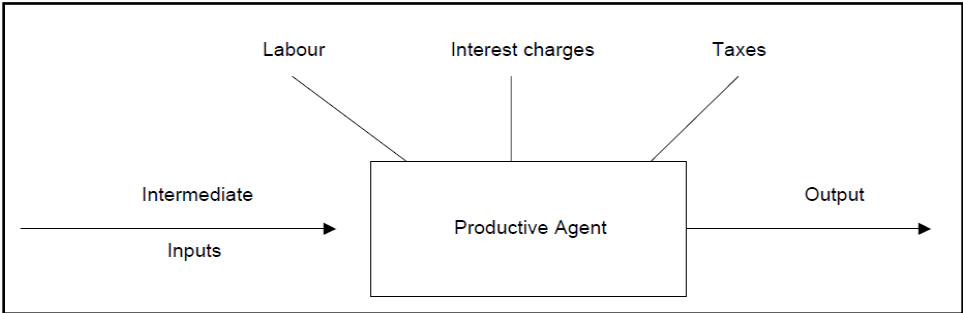 Labour
Interest charges
Taxes
Intermediate
Inputs
Productive Agent
Output